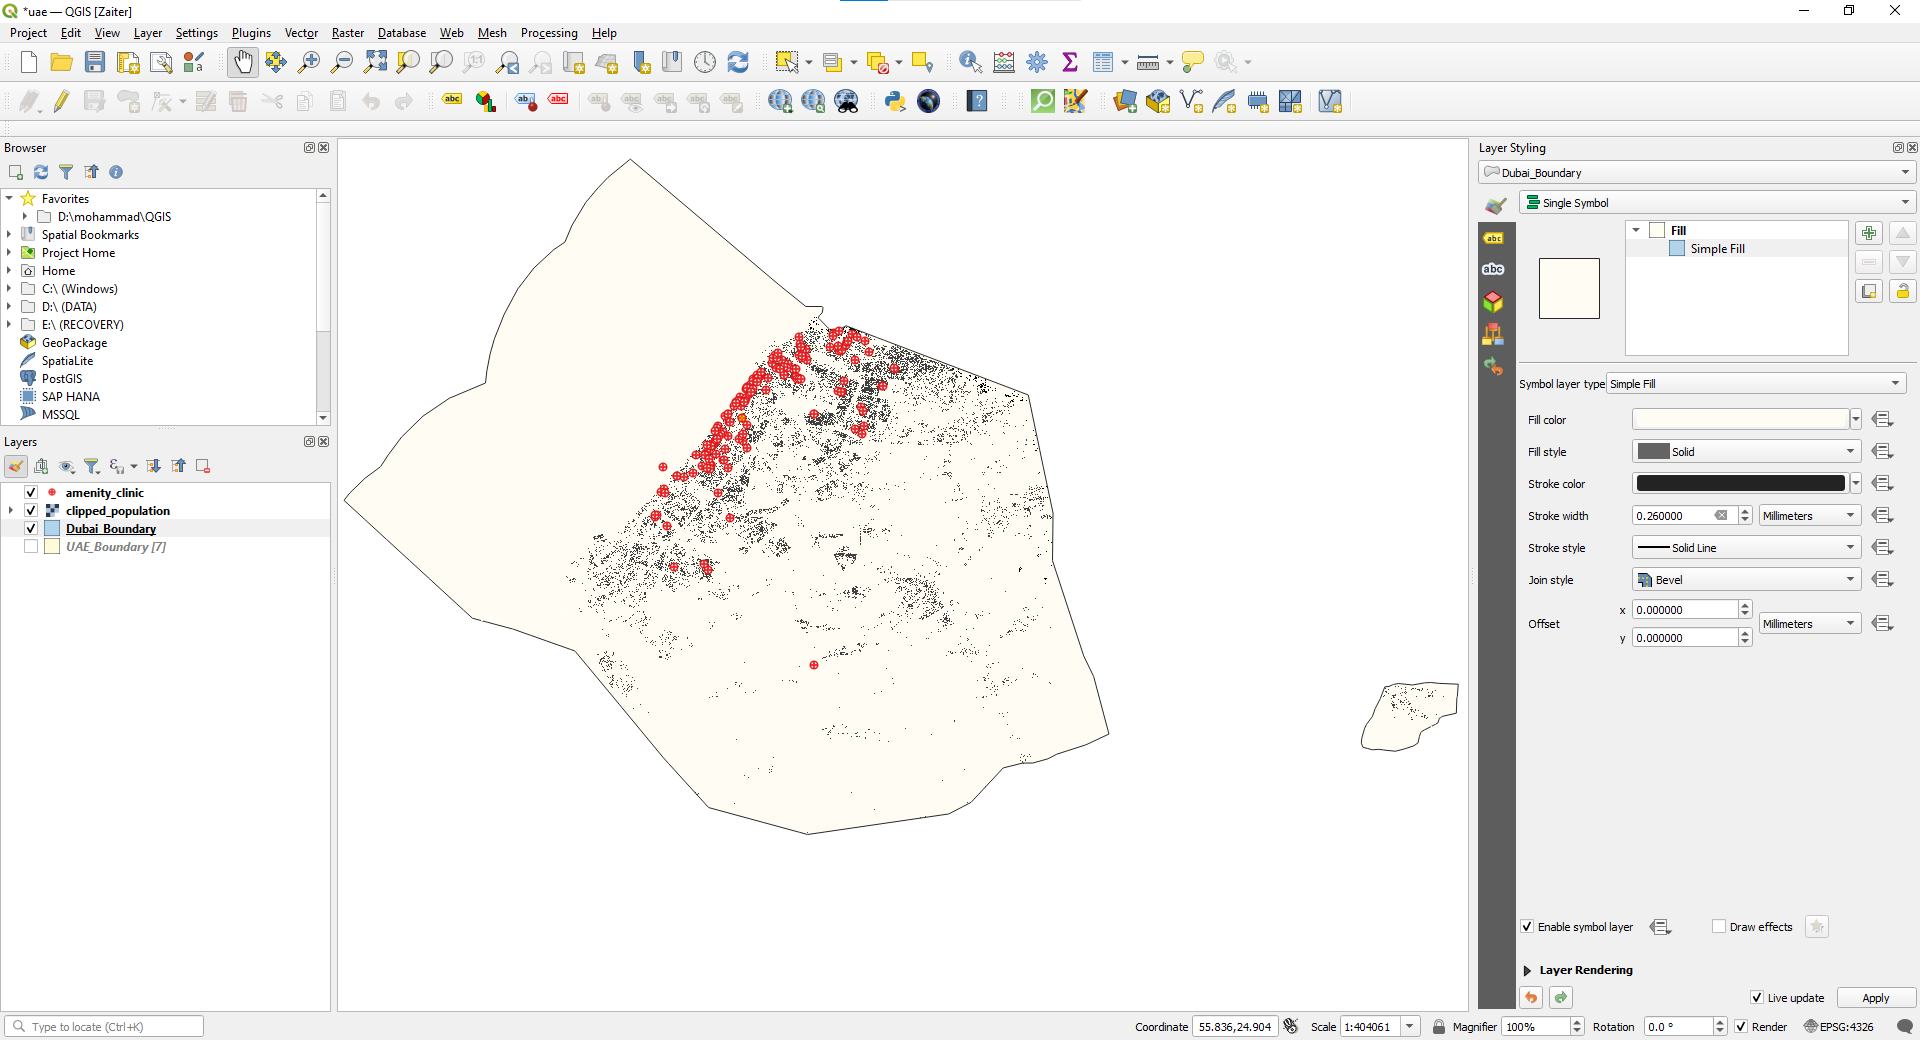 *uae — QGIS [Zaiter]
Project Edit View Layer Settings Plugins Vector Raster Database Web Mesh Processing Help
Browser
Favorites
D:\mohammad\QGIS
Spatial Bookmarks
Project Home
Home
C:\ (Windows)
D:\ (DATA)
E:\ (RECOVERY)
GeoPackage
SpatiaLite
PostGIS
SAP HANA
MSSQL
Layers
amenity_clinic
clipped_population
Dubai_Boundary
UAE_Boundary [7]
Layer Styling
Dubai_Boundary
Single Symbol
abc
abc
Fill
Simple Fill
Symbol layer type Simple Fill
Fill color
Fill style Solid
Stroke color
Stroke width 0.260000 Millimeters
Stroke style Solid Line
Join style Bevel
x 0.000000
Offset Millimeters
y 0.000000
Enable symbol layer Draw effects
Layer Rendering
Live update Apply
Type to locate (Ctrl+K) Coordinate 55.836,24.904 Scale 1:404061 Magnifier 100% Rotation 0.0 ° Render EPSG:4326